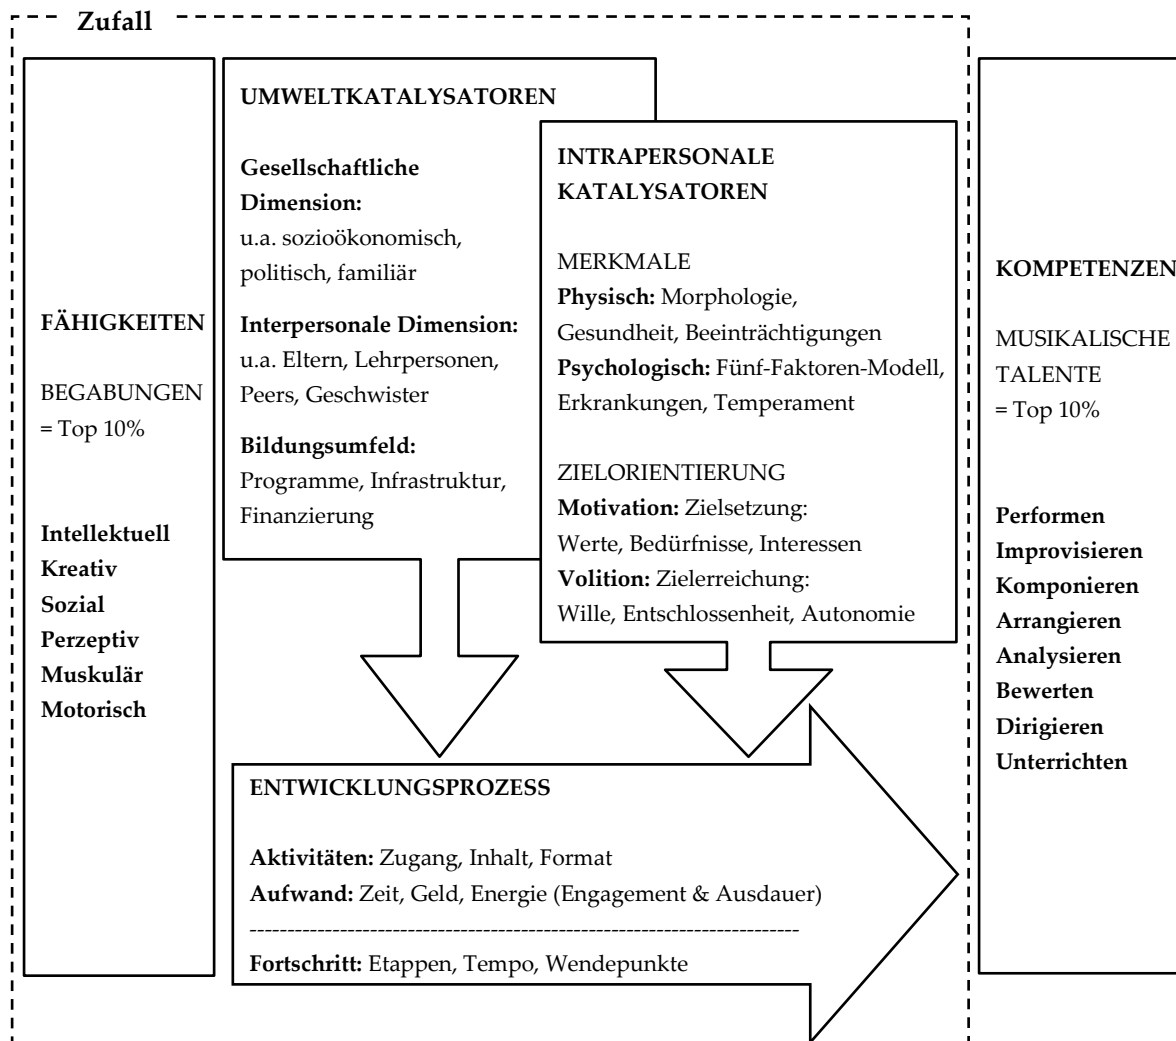 Zufall
FÄHIGKEITEN
BEGABUNGEN
= Top 10%
Intellektuell
Kreativ
Sozial
Perzeptiv
Muskulär
Motorisch
UMWELTKATALYSATOREN
Gesellschaftliche
Dimension:
u.a. sozioökonomisch,
politisch, familiär
Interpersonale Dimension:
u.a. Eltern, Lehrpersonen,
Peers, Geschwister
Bildungsumfeld:
Programme, Infrastruktur,
Finanzierung
INTRAPERSONALE
KATALYSATOREN
MERKMALE
Physisch: Morphologie,
Gesundheit, Beeinträchtigungen
Psychologisch: Fünf-Faktoren-Modell,
Erkrankungen, Temperament
ZIELORIENTIERUNG
Motivation: Zielsetzung:
Werte, Bedürfnisse, Interessen
Volition: Zielerreichung:
Wille, Entschlossenheit, Autonomie
ENTWICKLUNGSPROZESS
Aktivitäten: Zugang, Inhalt, Format
Aufwand: Zeit, Geld, Energie (Engagement & Ausdauer)
Fortschritt: Etappen, Tempo, Wendepunkte
KOMPETENZEN
MUSIKALISCHE
TALENTE
= Top 10%
Performen
Improvisieren
Komponieren
Arrangieren
Analysieren
Bewerten
Dirigieren
Unterrichten